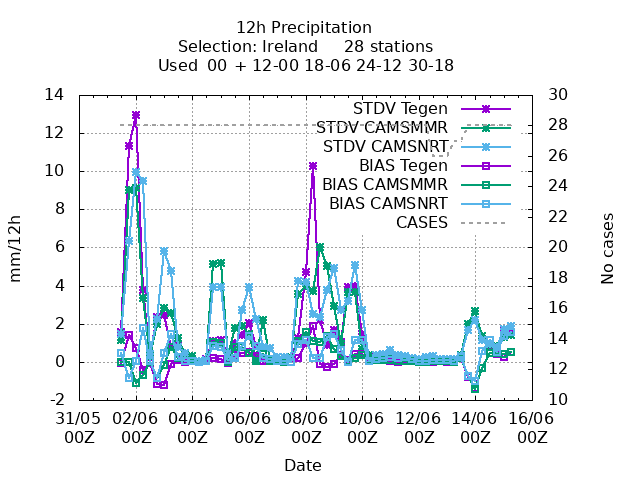 12h Precipitation
Selection: Ireland 28 stations
Used 00 + 12-00 18-06 24-12 30-18
14 30
STDV Tegen
12 28
STDV CAMSMMR
STDV CAMSNRT
26
10 BIAS Tegen
24
BIAS CAMSMMR
8 BIAS CAMSNRT
22
CASES
6 20
mm/12h
No cases
4 18
16
2
14
0 12
-2 10
31/05 02/06 04/06 06/06 08/06 10/06 12/06 14/06 16/06
00Z 00Z 00Z 00Z 00Z 00Z 00Z 00Z 00Z
Date